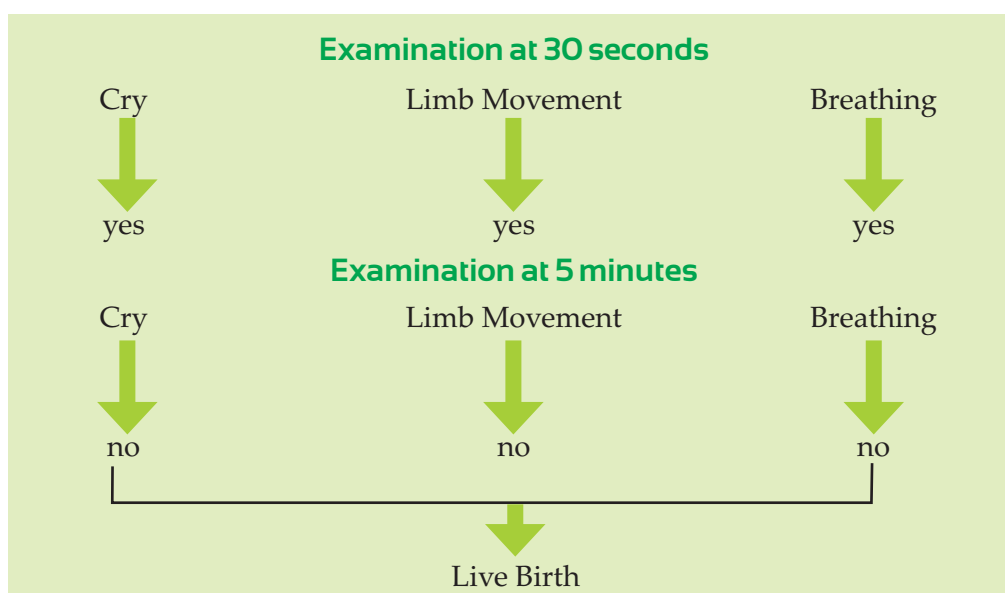 Examination at 30 seconds
Cry Limb Movement Breathing
yes yes yes
Examination at 5 minutes
Cry Limb Movement Breathing
no no no
Live Birth